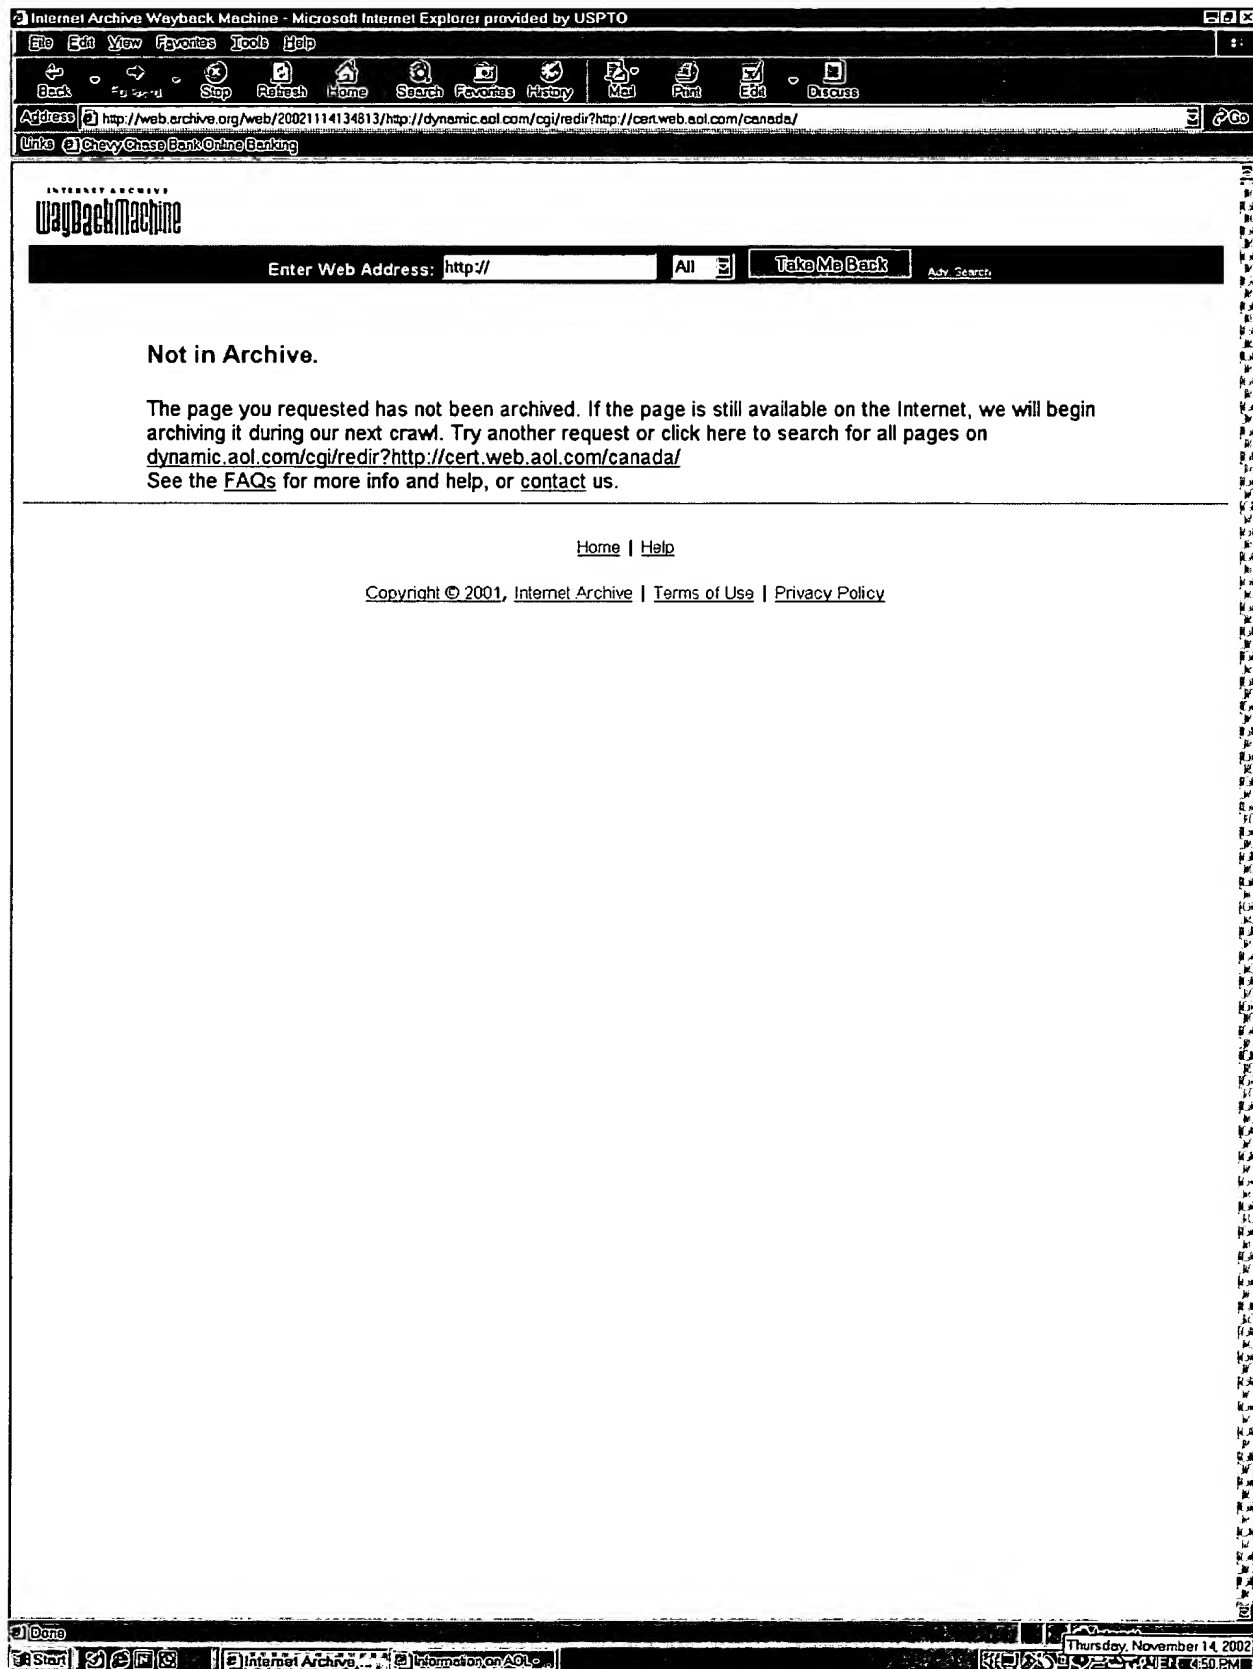 Internet Archive Wayback Machine - Microsoft Internet Explorer provided by USPTO
File Edit View Favorites Tools Help
Back Forward Stop Refresh Home Search Favorites History Mail Print Edit Discuss
Address http://web.archive.org/web/20021114134813/http://dynamic.aol.com/cgi/redir?http://cert.web.aol.com/canada/ Go
Links Chevy Chase Bank Online Banking
INTERNET ARCHIVE
WayBackMachine
Enter Web Address: http:// All Take Me Back Adv. Search
Not in Archive.
The page you requested has not been archived. If the page is still available on the Internet, we will begin
archiving it during our next crawl. Try another request or click here to search for all pages on
dynamic.aol.com/cgi/redir?http://cert.web.aol.com/canada/
See the FAQs for more info and help, or contact us.
Home | Help
Copyright © 2001, Internet Archive | Terms of Use | Privacy Policy
Done
Thursday, November 14, 2002
Start Internet Archive... Information on AOL-... 4:50 PM